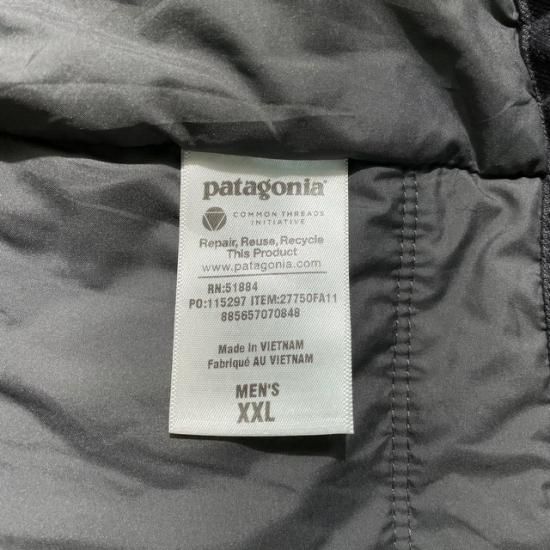 patagonia®
COMMON THREADS
INITIATIVE
Repair, Reuse, Recycle
This Product
www.patagonia.com
RN:51884
PO:115297 ITEM:27750FA11
885657070848
Made in VIETNAM
Fabriqué AU VIETNAM
MEN'S
XXL